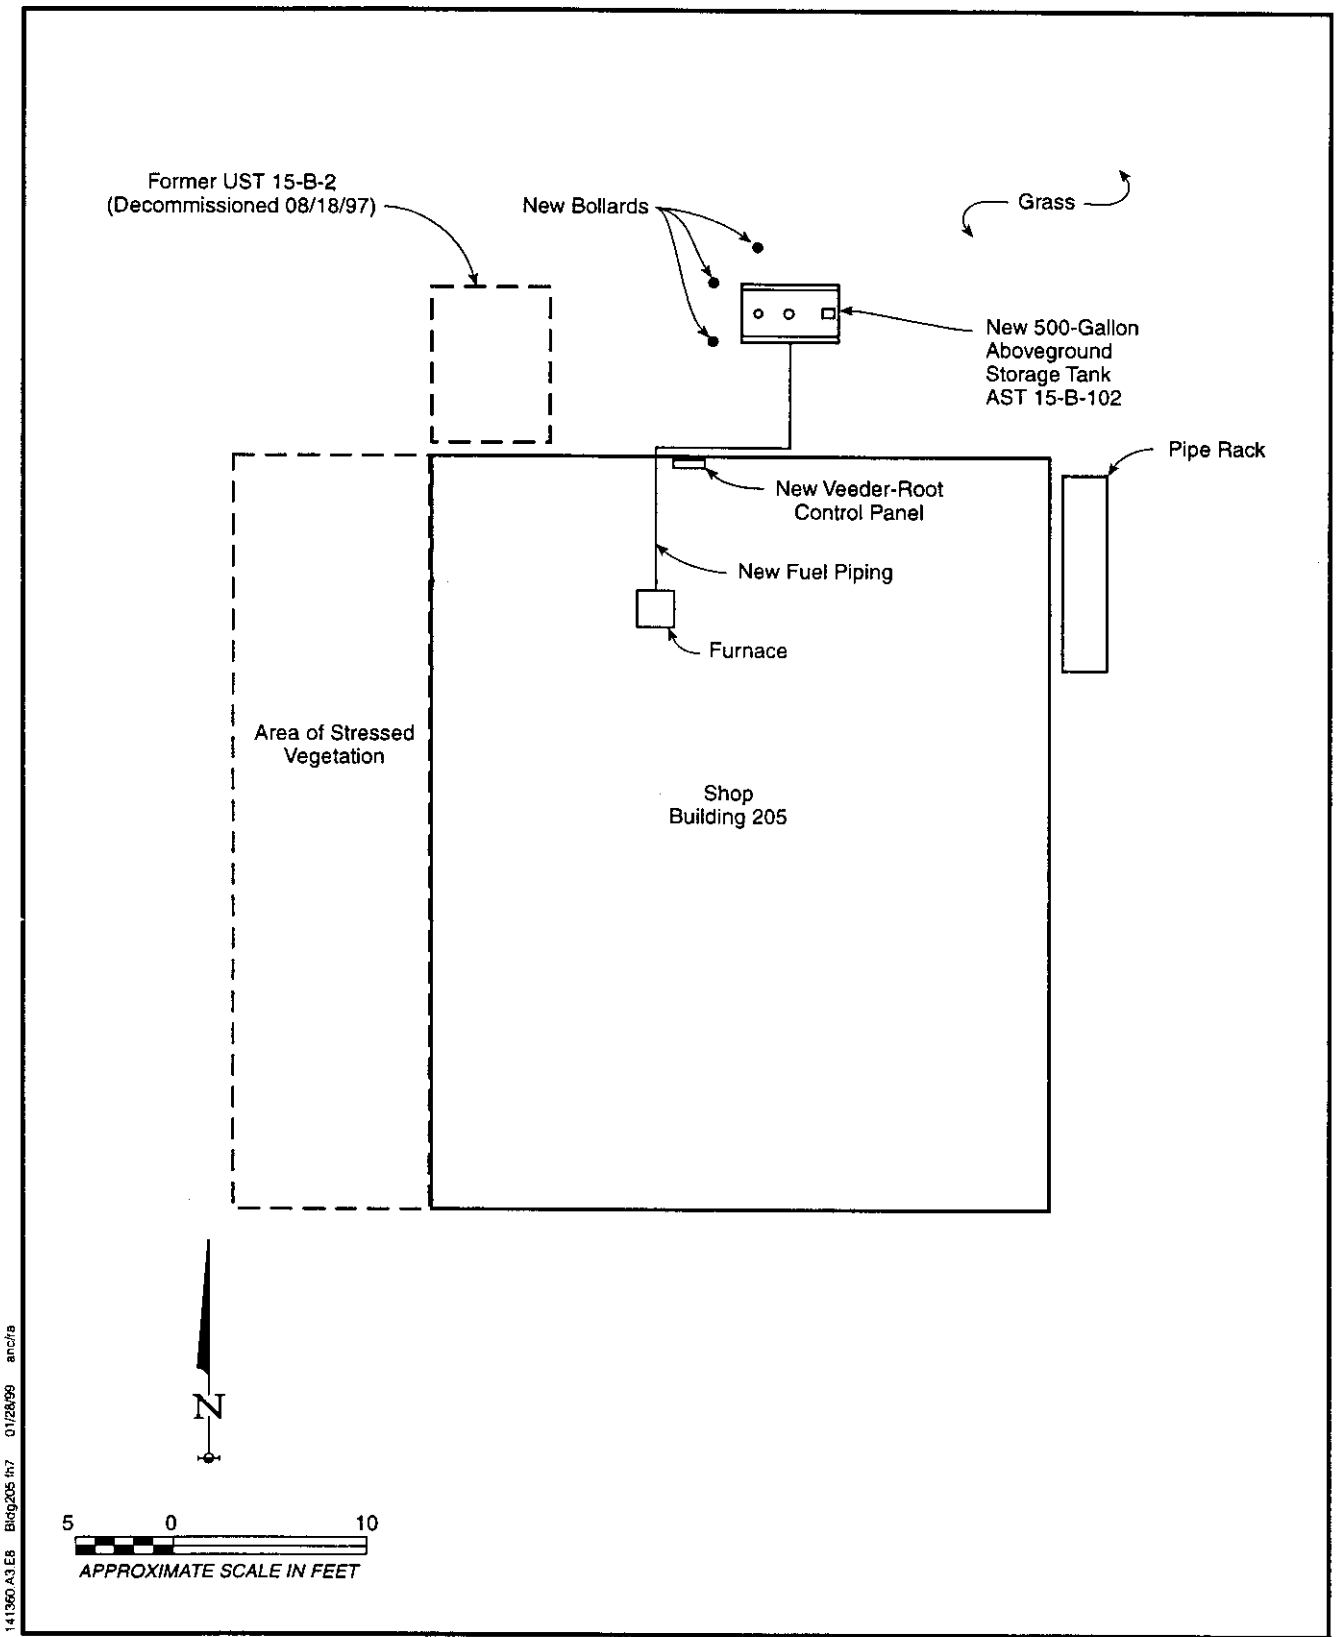 Former UST 15-B-2
(Decommissioned 08/18/97)
New Bollards
Grass
New 500-Gallon
Aboveground
Storage Tank
AST 15-B-102
Pipe Rack
New Veeder-Root
Control Panel
New Fuel Piping
Furnace
Area of Stressed
Vegetation
Shop
Building 205
N
5 0 10
APPROXIMATE SCALE IN FEET
141360.A3.E8 Bldg205 fh7 01/28/99 anc/ra